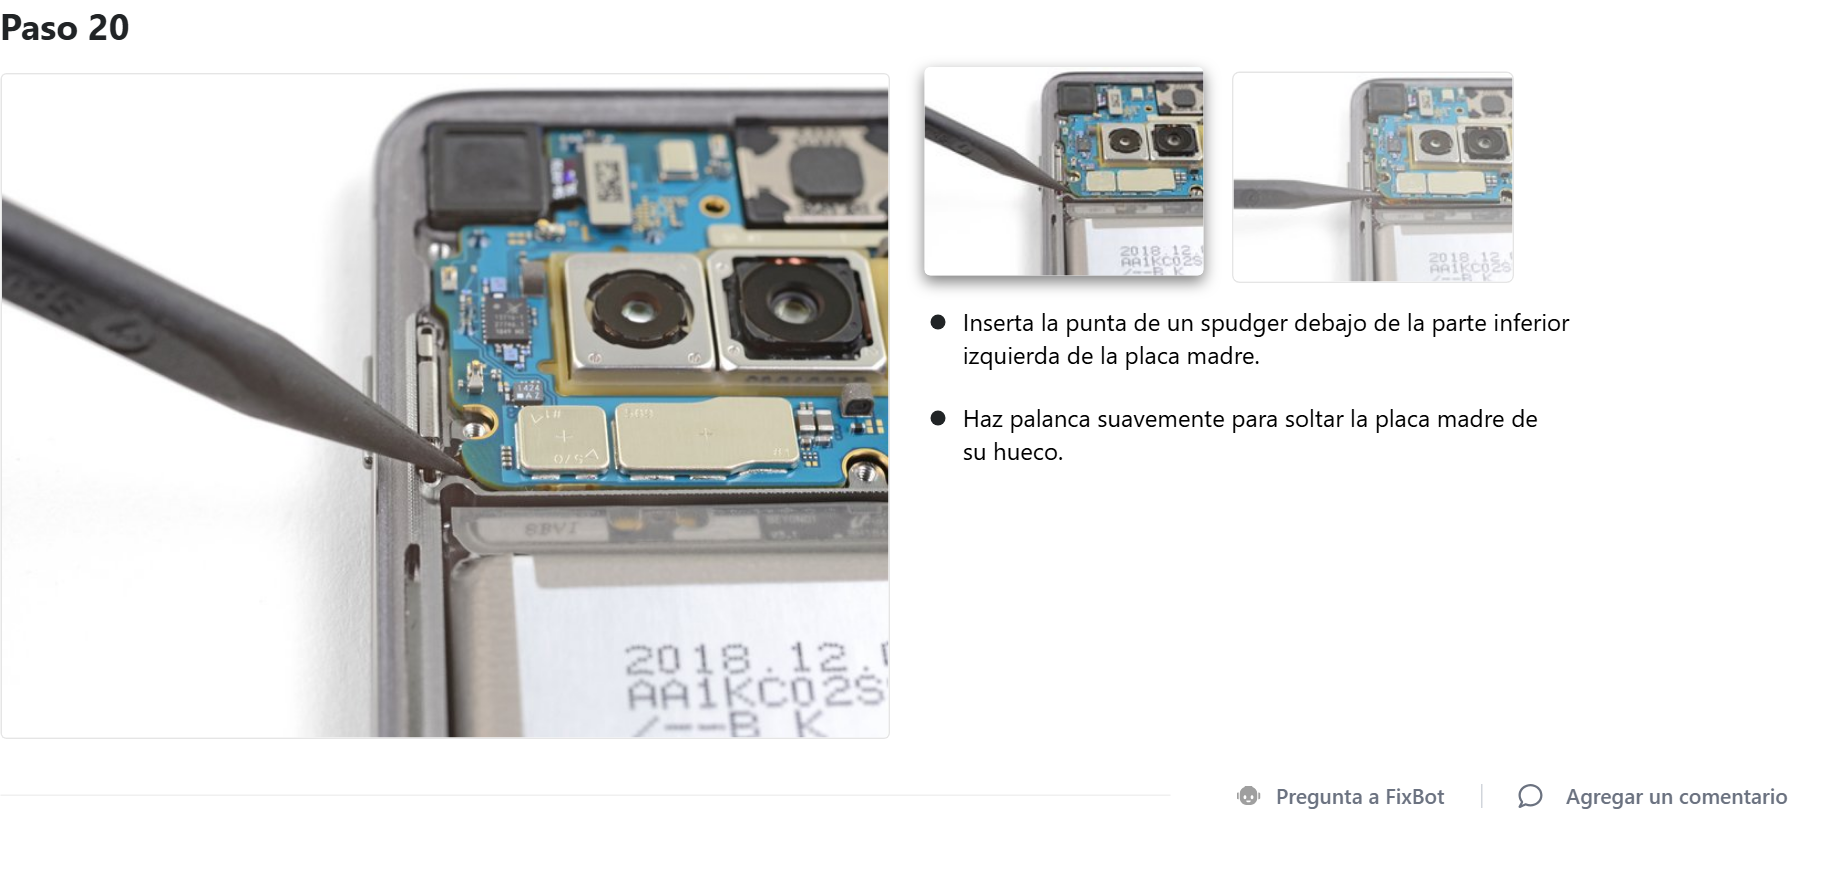 Paso 20
2018.12.
AA1KC02S
/--B K
Inserta la punta de un spudger debajo de la parte inferior
izquierda de la placa madre.
Haz palanca suavemente para soltar la placa madre de
su hueco.
Pregunta a FixBot
Agregar un comentario